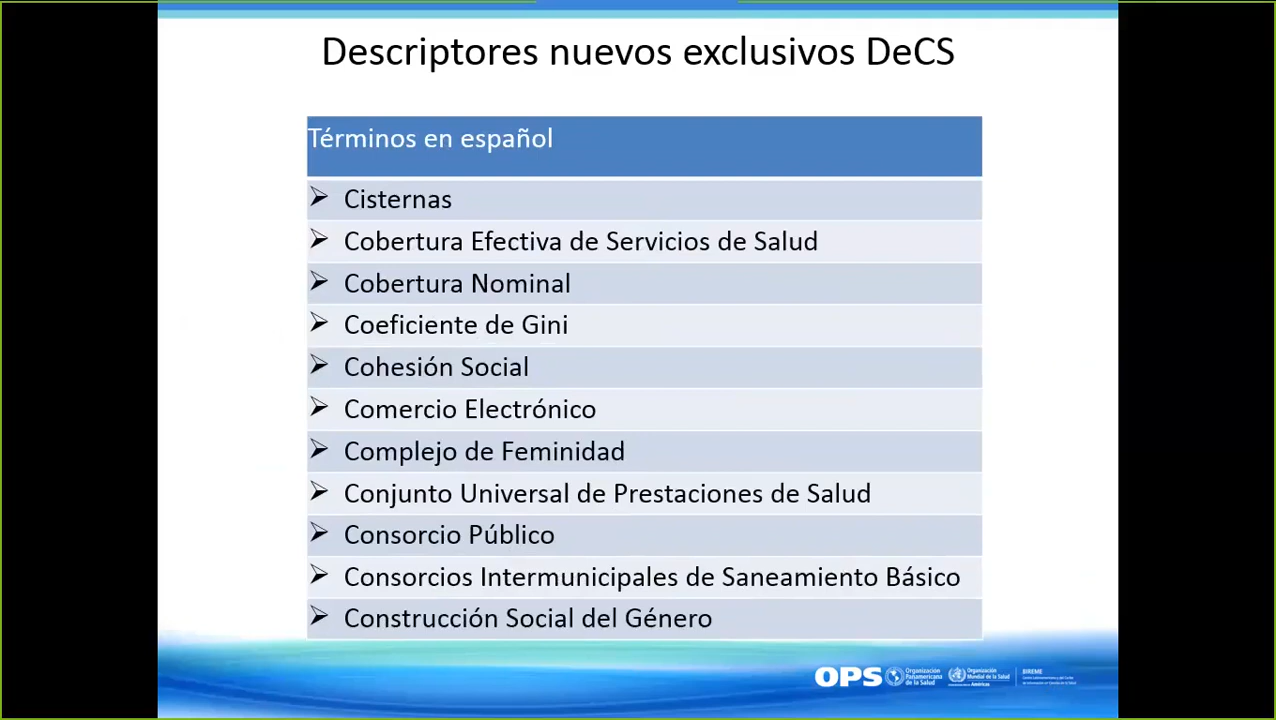 Descriptores nuevos exclusivos DeCS
Términos en español
Cisternas
Cobertura Efectiva de Servicios de Salud
Cobertura Nominal
Coeficiente de Gini
Cohesión Social
Comercio Electrónico
Complejo de Feminidad
Conjunto Universal de Prestaciones de Salud
Consorcio Público
Consorcios Intermunicipales de Saneamiento Básico
Construcción Social del Género
OPS
Organización
Panamericana
de la Salud
Organización
Mundial de la Salud
Américas
BIREME